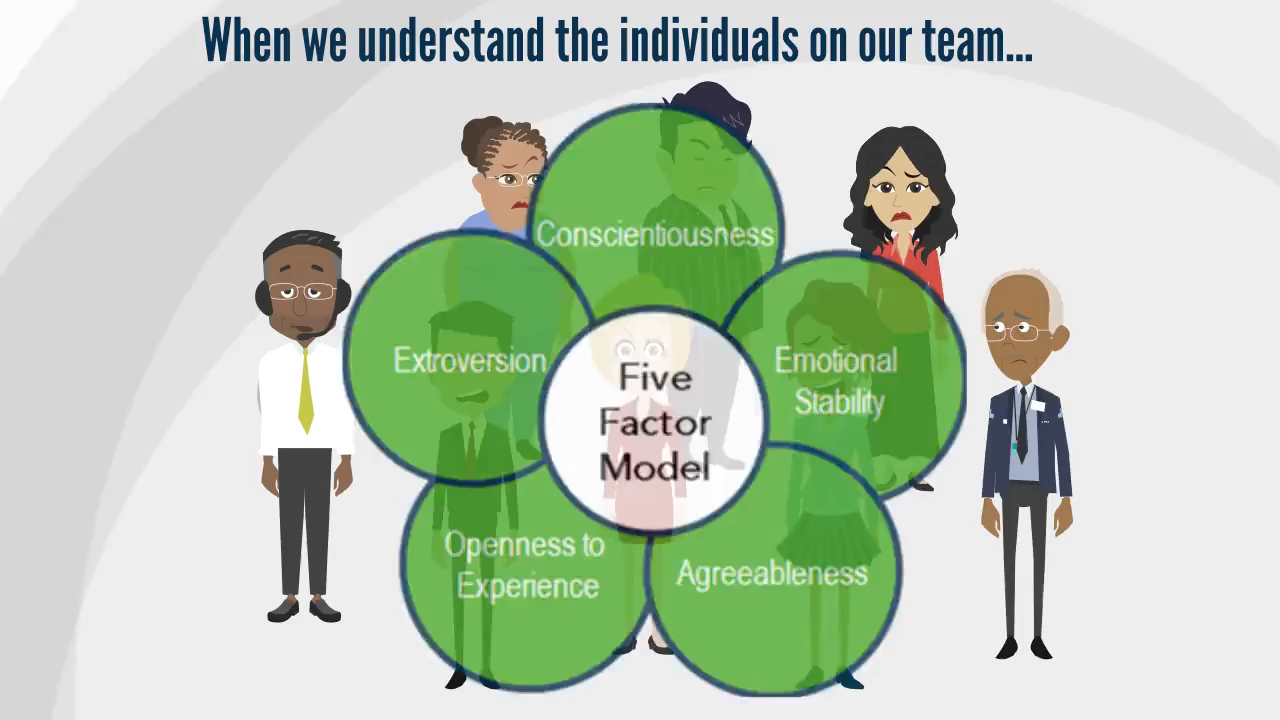 When we understand the individuals on our team...
Conscientiousness
Extroversion
Emotional
Stability
Five
Factor
Model
Openness to
Experience
Agreeableness